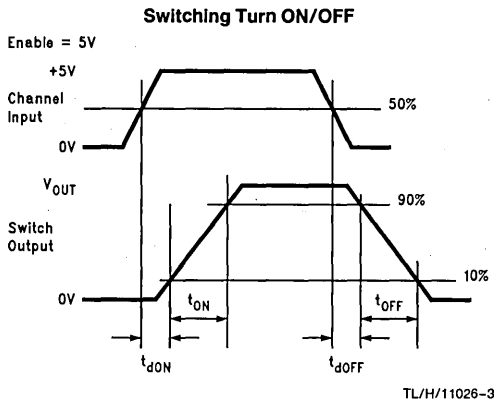 Switching Turn ON/OFF
Enable = 5V
+5V
Channel
Input
50%
0V
VOUT
90%
Switch
Output
10%
0V
tON
tOFF
tdON
tdOFF
TL/H/11026-3